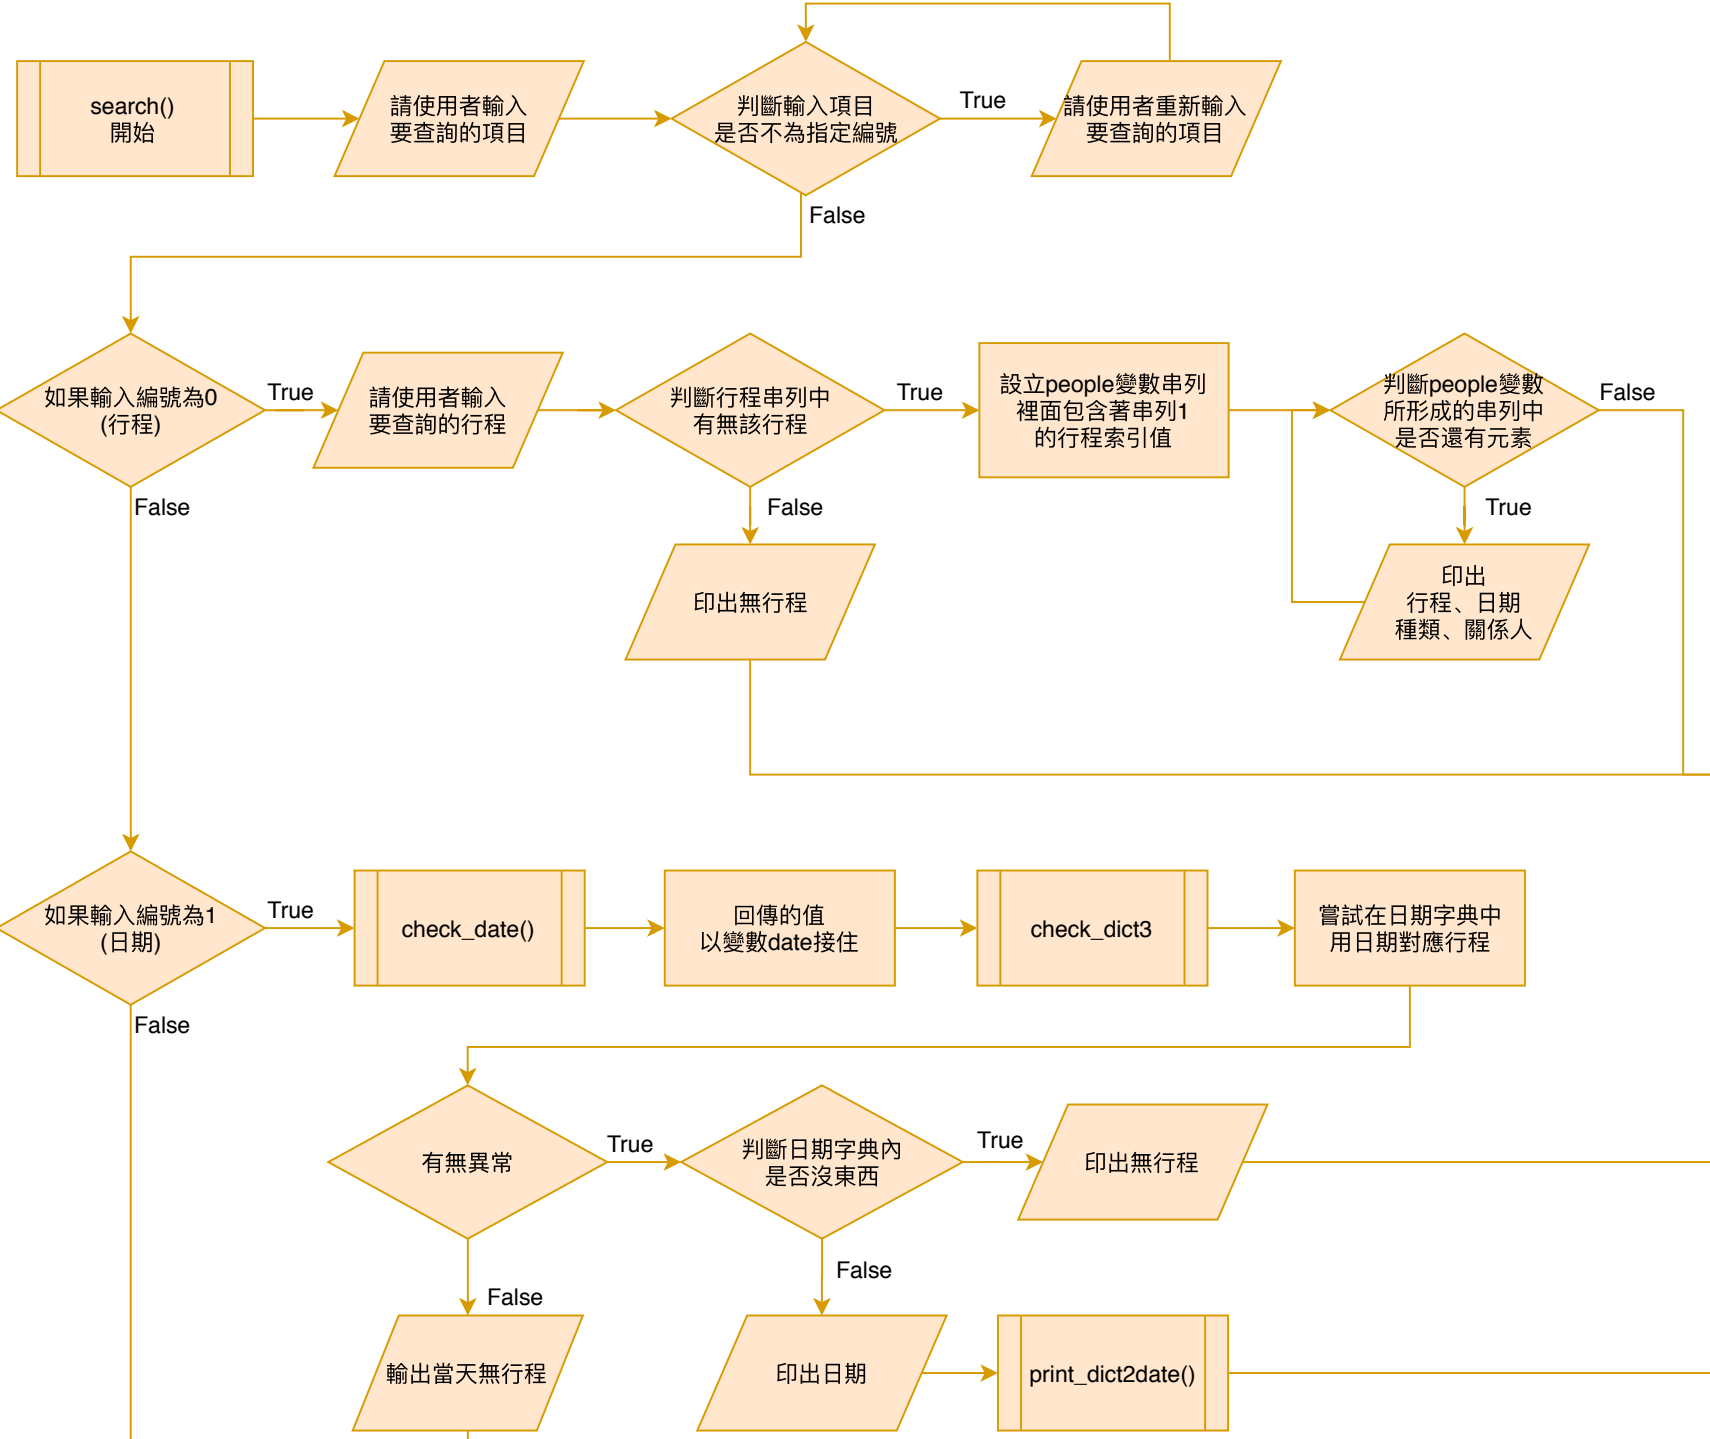 search()
開始
請使用者輸入
要查詢的項目
判斷輸入項目
是否不為指定編號
True
請使用者重新輸入
要查詢的項目
False
如果輸入編號為0
(行程)
True
請使用者輸入
要查詢的行程
判斷行程串列中
有無該行程
True
設立people變數串列
裡面包含著串列1
的行程索引值
判斷people變數
所形成的串列中
是否還有元素
False
False
False
True
印出無行程
印出
行程、日期
種類、關係人
如果輸入編號為1
(日期)
True
check_date()
回傳的值
以變數date接住
check_dict3
嘗試在日期字典中
用日期對應行程
False
有無異常
True
判斷日期字典內
是否沒東西
True
印出無行程
False
False
輸出當天無行程
印出日期
print_dict2date()